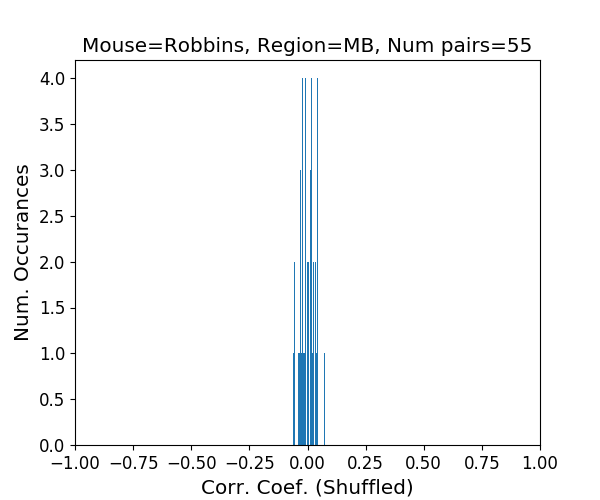 Mouse=Robbins, Region=MB, Num pairs=55
4.0
3.5
3.0
2.5
2.0
1.5
1.0
0.5
0.0
Num. Occurances
−1.00 −0.75 −0.50 −0.25 0.00 0.25 0.50 0.75 1.00
Corr. Coef. (Shuffled)